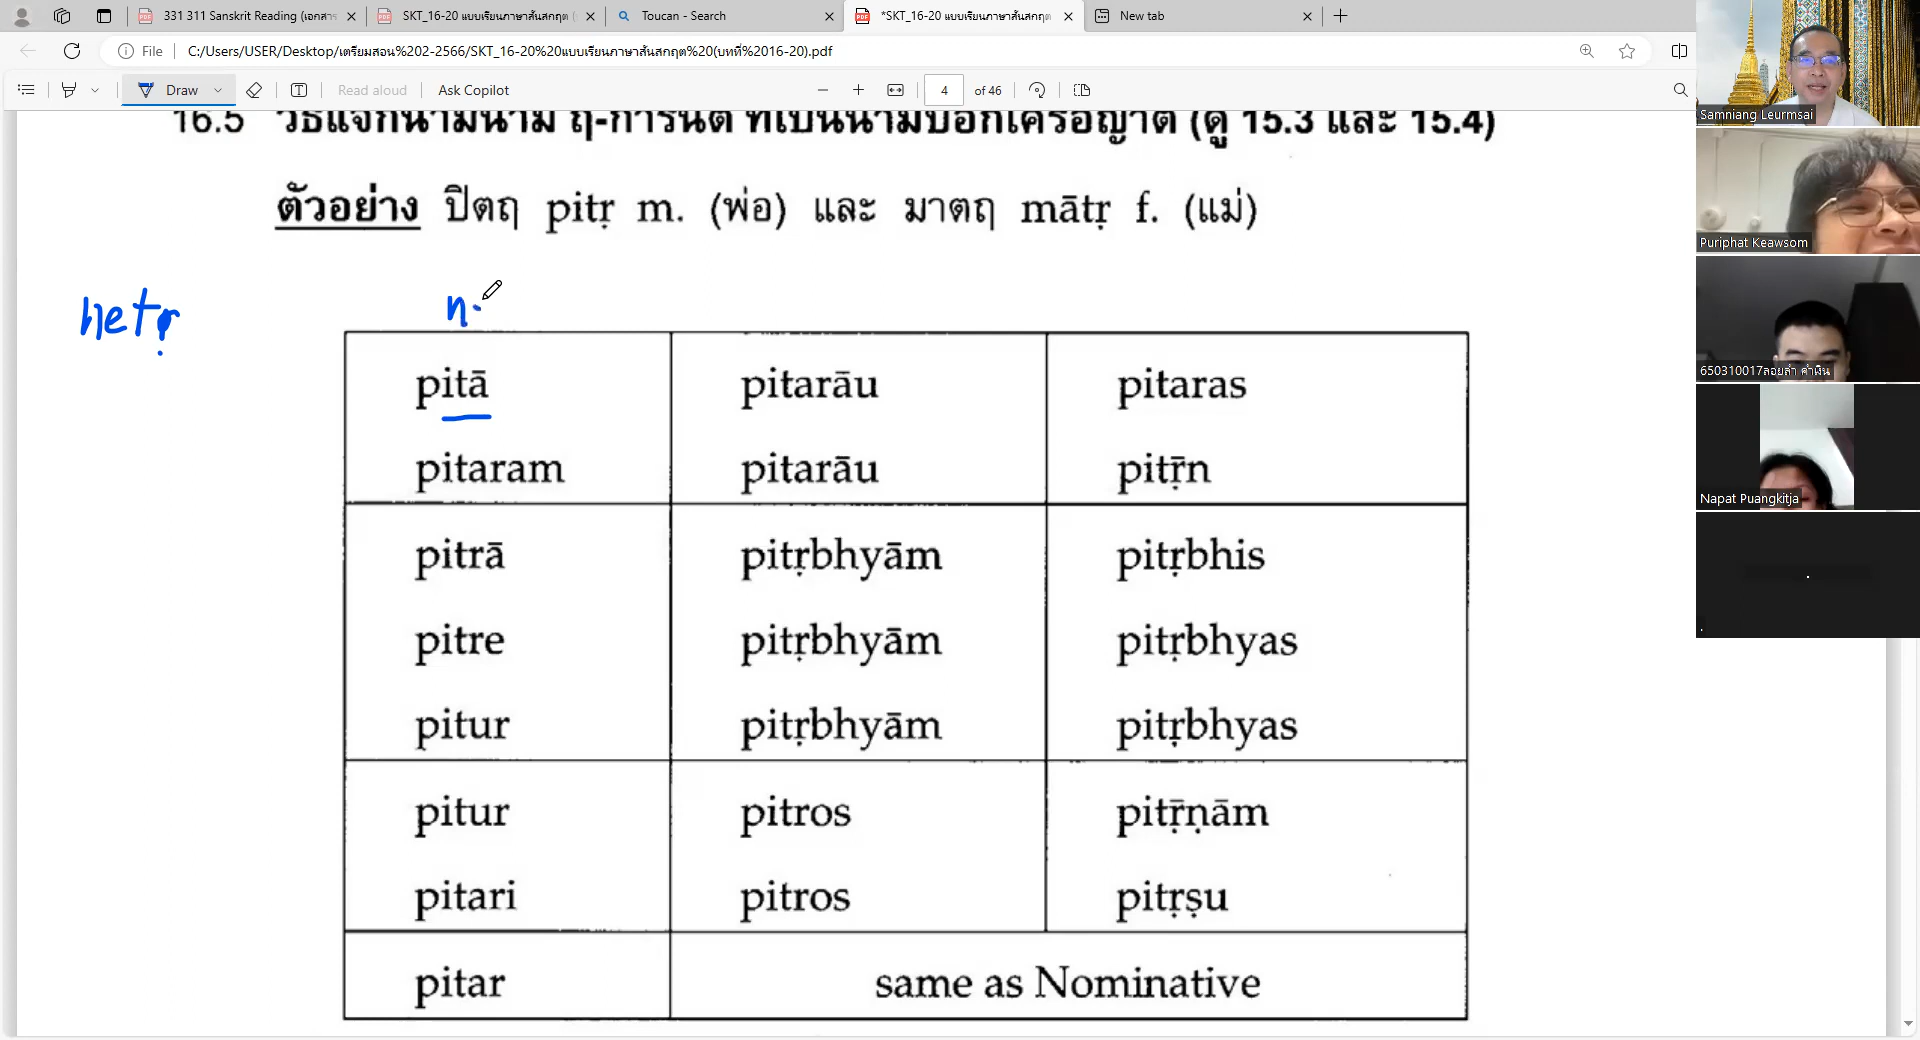 331 311 Sanskrit Reading (เอกสาร
SKT_16-20 แบบเรียนภาษาสันสกฤต (
Toucan - Search
*SKT_16-20 แบบเรียนภาษาสันสกฤต
New tab
File C:/Users/USER/Desktop/เตรียมสอน%202-2566/SKT_16-20%20แบบเรียนภาษาสันสกฤต%20(บทที่%2016-20).pdf
Draw
Read aloud
Ask Copilot
4 of 46
16.5 วิธีแจกนามนาม ฤ-การันต์ ที่เป็นนามบอกเครือญาติ (ดู 15.3 และ 15.4)
ตัวอย่าง ปิตฤ pitṛ m. (พ่อ) และ มาตฤ mātṛ f. (แม่)
netṛ
n.
pitā pitarāu pitaras
pitaram pitarāu pitṝn
pitrā pitṛbhyām pitṛbhis
pitre pitṛbhyām pitṛbhyas
pitur pitṛbhyām pitṛbhyas
pitur pitros pitṝṇām
pitari pitros pitṛṣu
pitar same as Nominative
Samniang Leurmsai
Puriphat Keawsom
650310017ลอยลำ คำผิน
Napat Puangkitja
.